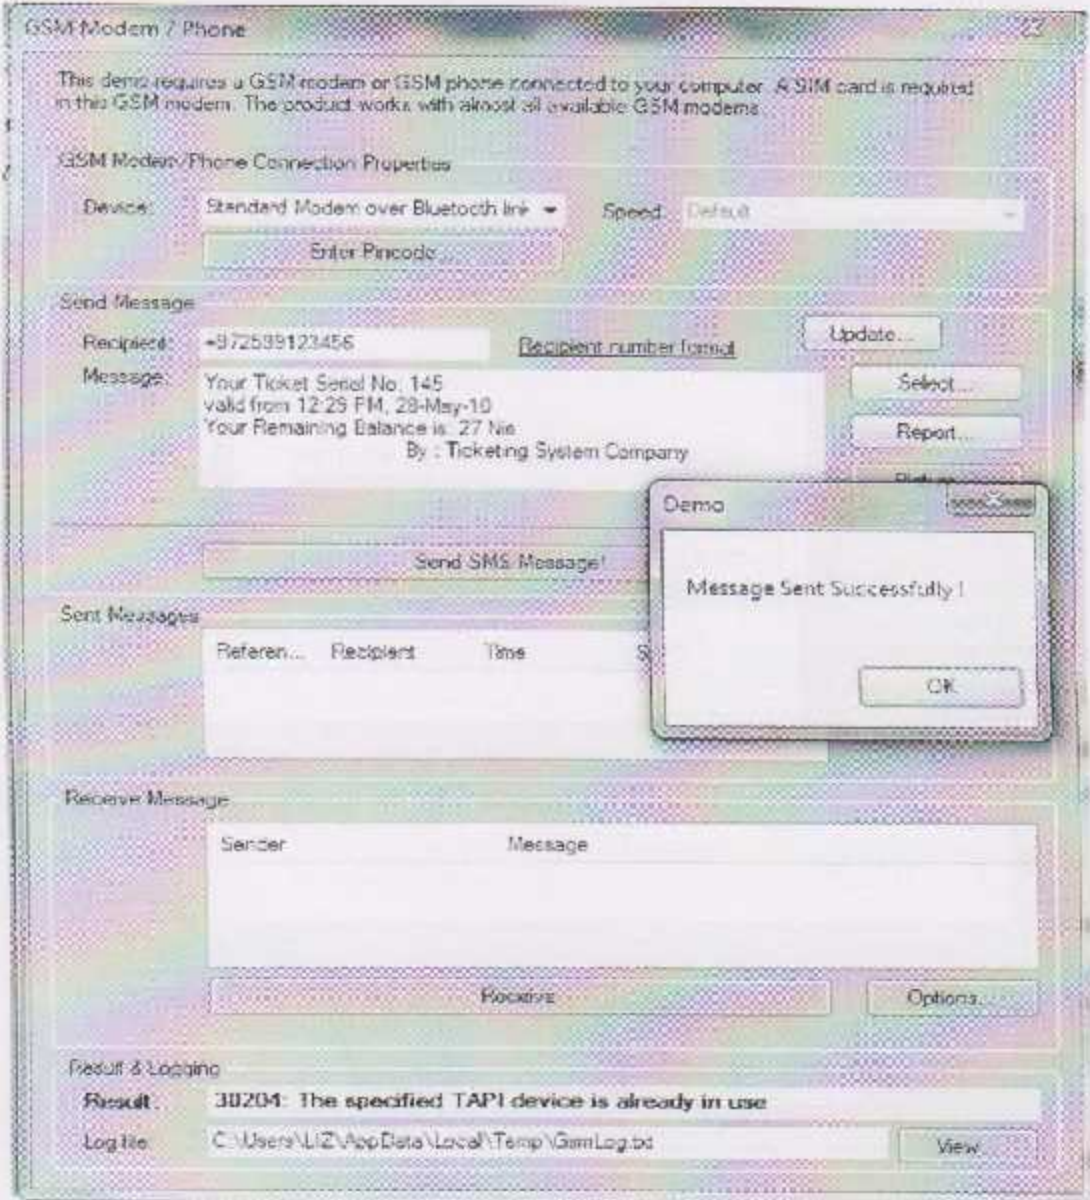 GSM Modem / Phone
This demo requires a GSM modem or GSM phone connected to your computer. A SIM card is required
in this GSM modem. The product works with almost all available GSM modems.
GSM Modem/Phone Connection Properties
Device: Standard Modem over Bluetooth link Speed: Default
Enter Pincode ...
Send Message
Recipient: +972599123456 Recipient number format Update...
Message: Your Ticket Serial No. 145
valid from 12:29 PM, 28-May-10
Your Remaining Balance is 27 Nis
By : Ticketing System Company
Select...
Report...
Demo
Message Sent Successfully !
OK
Send SMS Message!
Sent Messages
Referen... Recipient Time S
Receive Message
Sender Message
Receive Options...
Result & Logging
Result: 30204: The specified TAPI device is already in use
Log file C:\Users\LIZ\AppData\Local\Temp\GsmLog.txt View